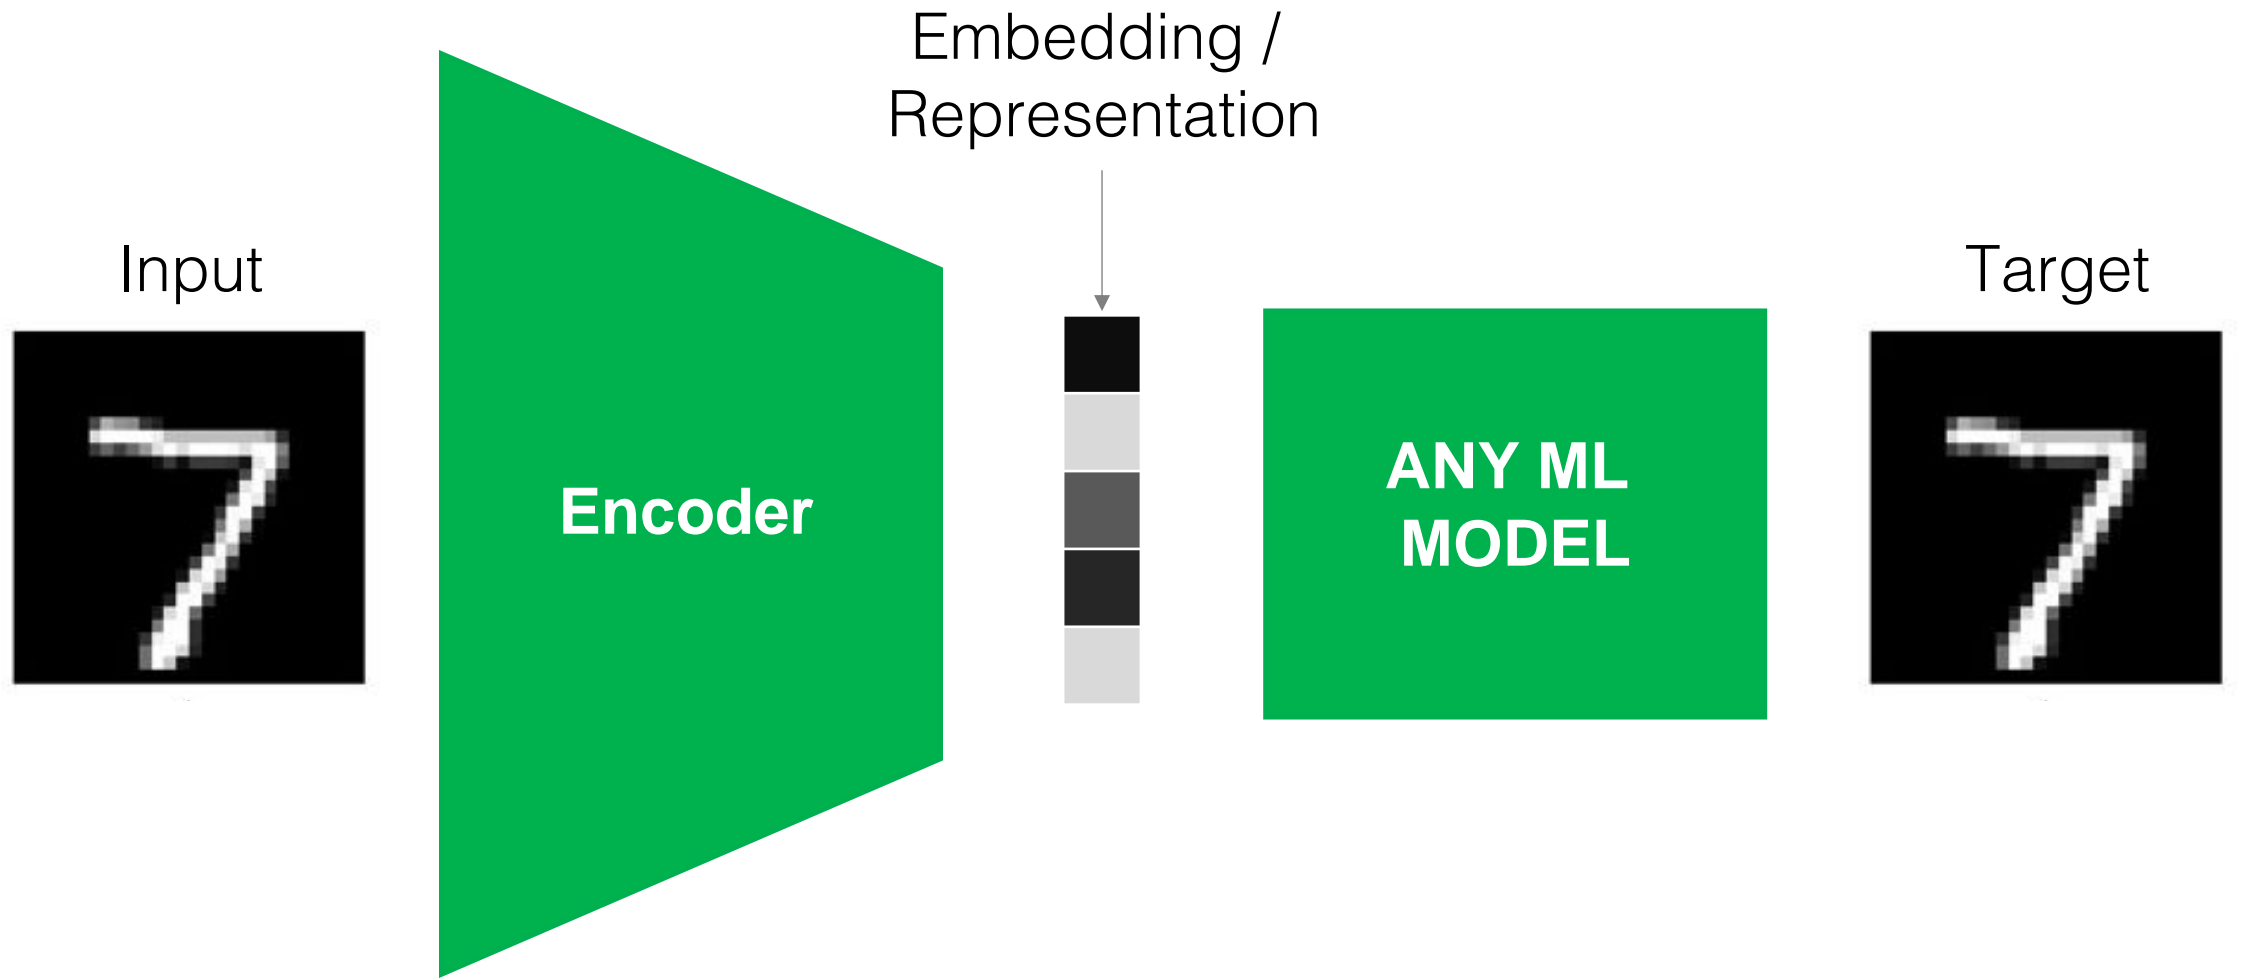 Embedding /
Representation
Input
Target
Encoder
ANY ML
MODEL